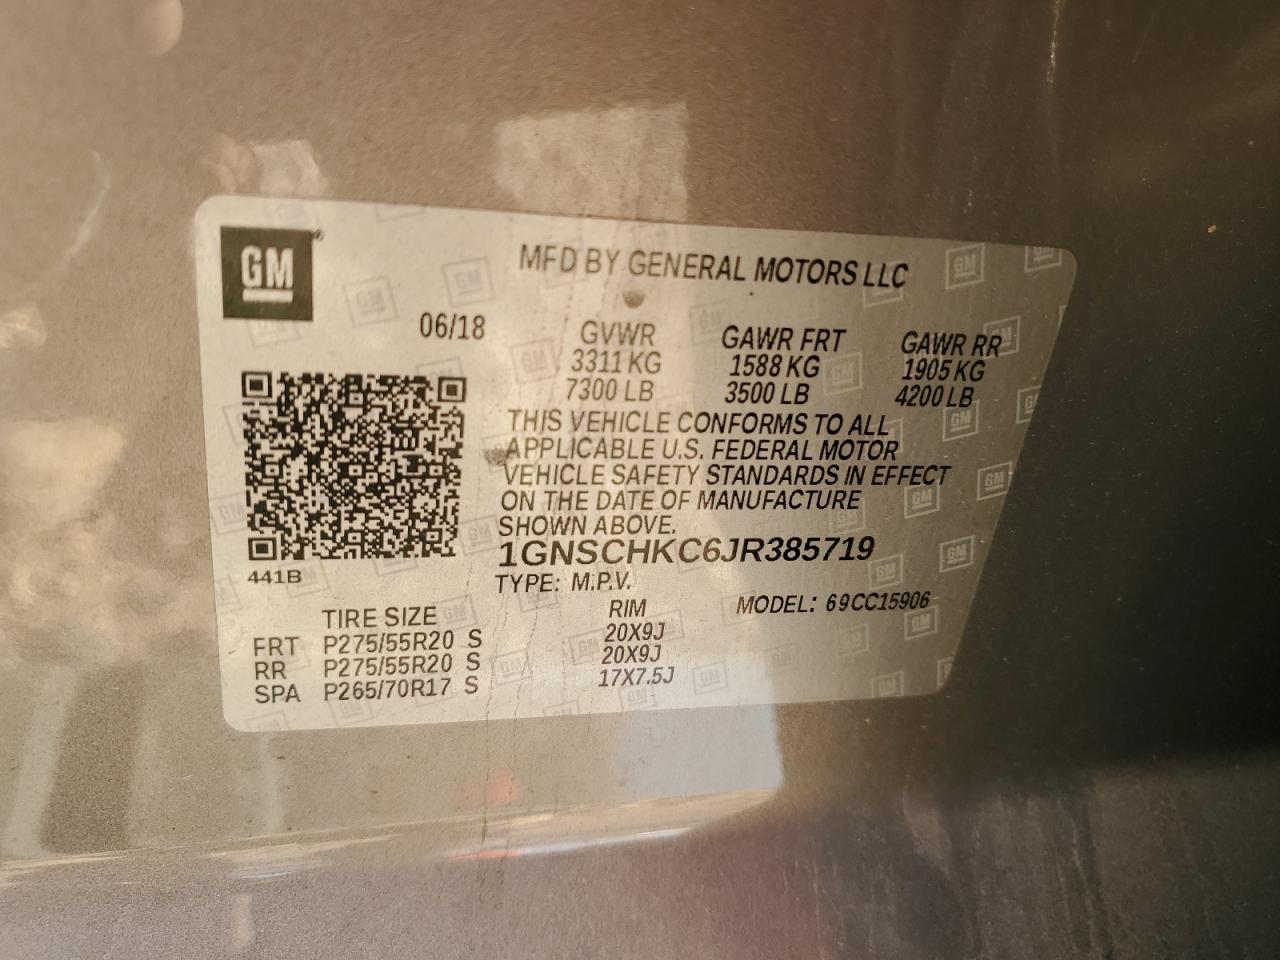 GM
MFD BY GENERAL MOTORS LLC
06/18
GVWR GAWR FRT GAWR RR
3311 KG 1588 KG 1905 KG
7300 LB 3500 LB 4200 LB
THIS VEHICLE CONFORMS TO ALL
APPLICABLE U.S. FEDERAL MOTOR
VEHICLE SAFETY STANDARDS IN EFFECT
ON THE DATE OF MANUFACTURE
SHOWN ABOVE.
1GNSCHKC6JR385719
441B
TYPE: M.P.V. MODEL: 69CC15906
TIRE SIZE RIM
FRT P275/55R20 S 20X9J
RR P275/55R20 S 20X9J
SPA P265/70R17 S 17X7.5J